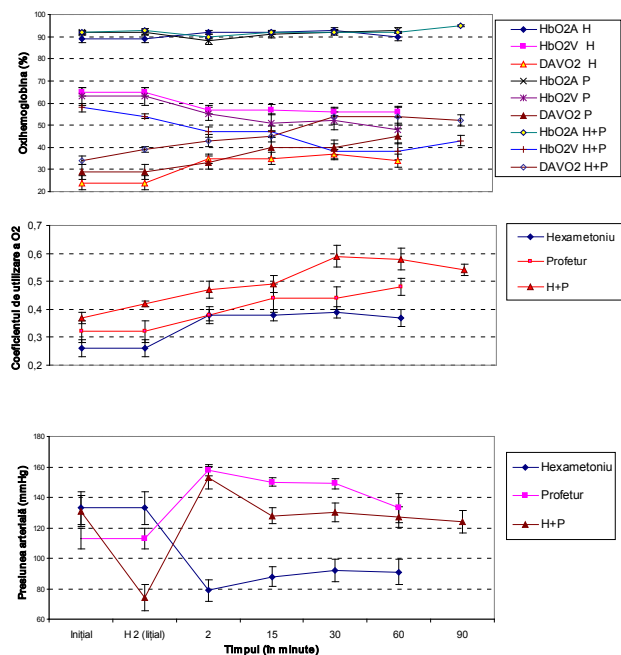 Oxihemoglobina (%)
100
90
80
70
60
50
40
30
20
HbO2A H
HbO2V H
DAVO2 H
HbO2A P
HbO2V P
DAVO2 P
HbO2A H+P
HbO2V H+P
DAVO2 H+P
Coeficientul de utilizare a O2
0,7
0,6
0,5
0,4
0,3
0,2
Hexametoniu
Profetur
H+P
Presiunea arterială (mmHg)
180
160
140
120
100
80
60
Hexametoniu
Profetur
H+P
Inițial H 2 (ițial) 2 15 30 60 90
Timpul (în minute)